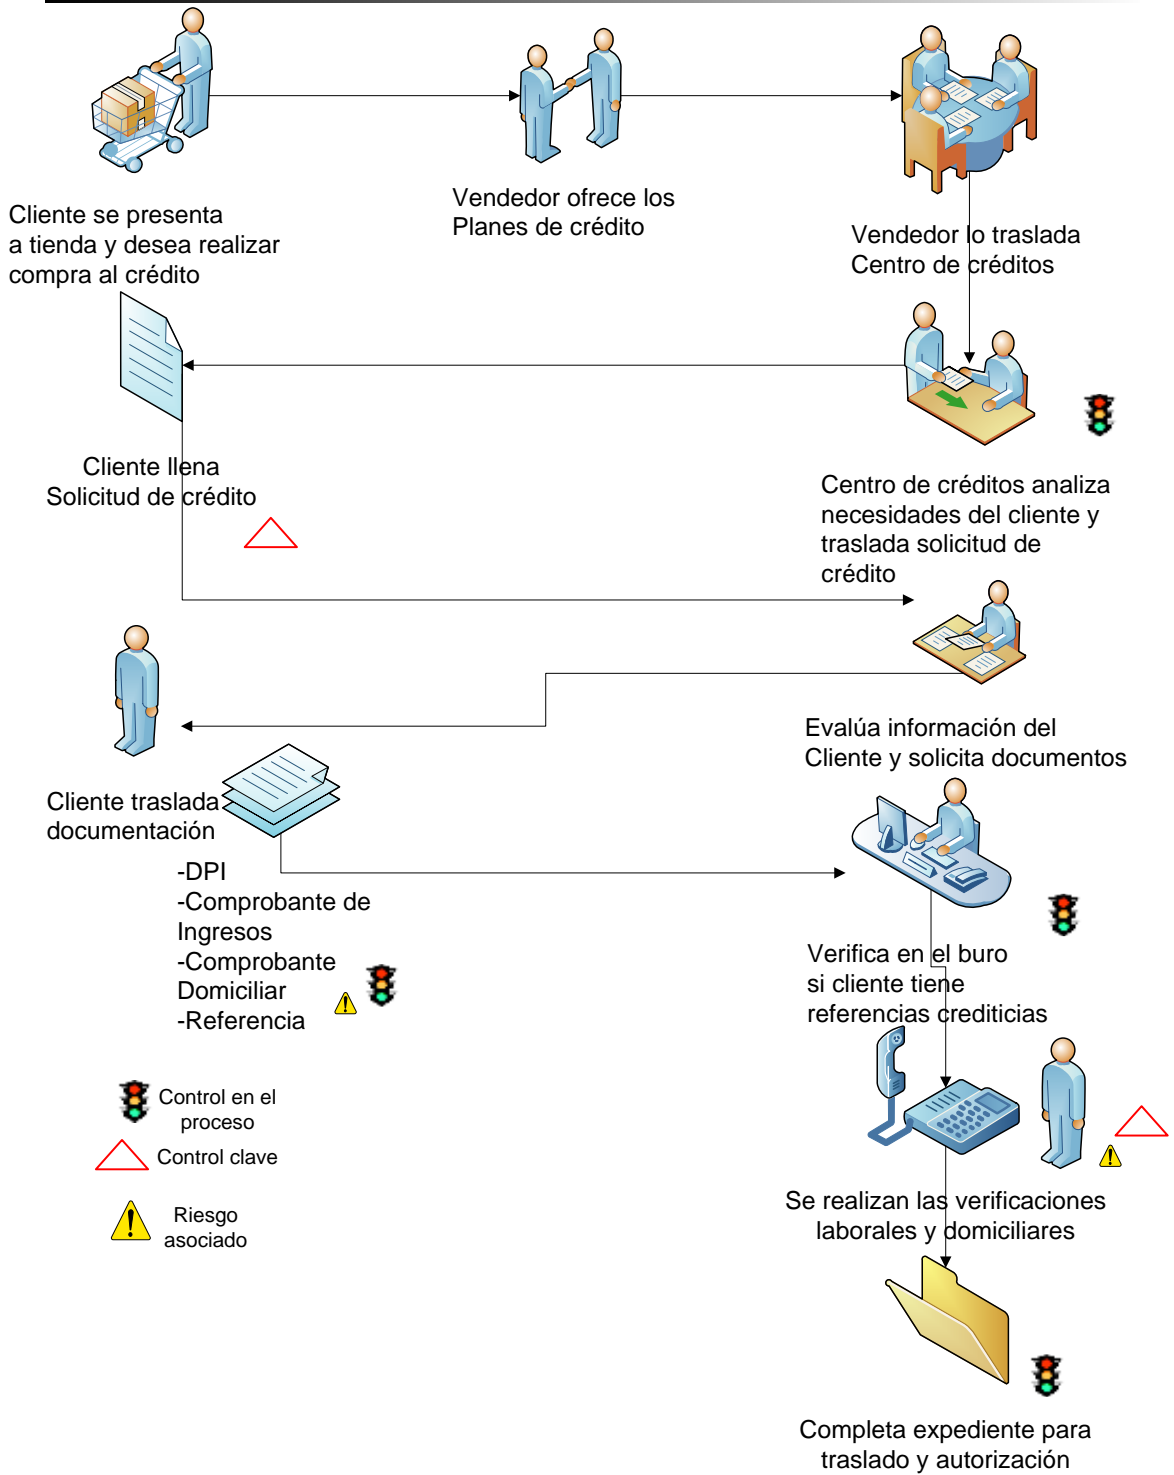 Cliente se presenta
a tienda y desea realizar
compra al crédito
Vendedor ofrece los
Planes de crédito
Vendedor lo traslada
Centro de créditos
Cliente llena
Solicitud de crédito
Centro de créditos analiza
necesidades del cliente y
traslada solicitud de
crédito
Evalúa información del
Cliente y solicita documentos
Cliente traslada
documentación
-DPI
-Comprobante de
Ingresos
-Comprobante
Domiciliar
-Referencia
Verifica en el buro
si cliente tiene
referencias crediticias
Control en el
proceso
Control clave
Riesgo
asociado
Se realizan las verificaciones
laborales y domiciliares
Completa expediente para
traslado y autorización